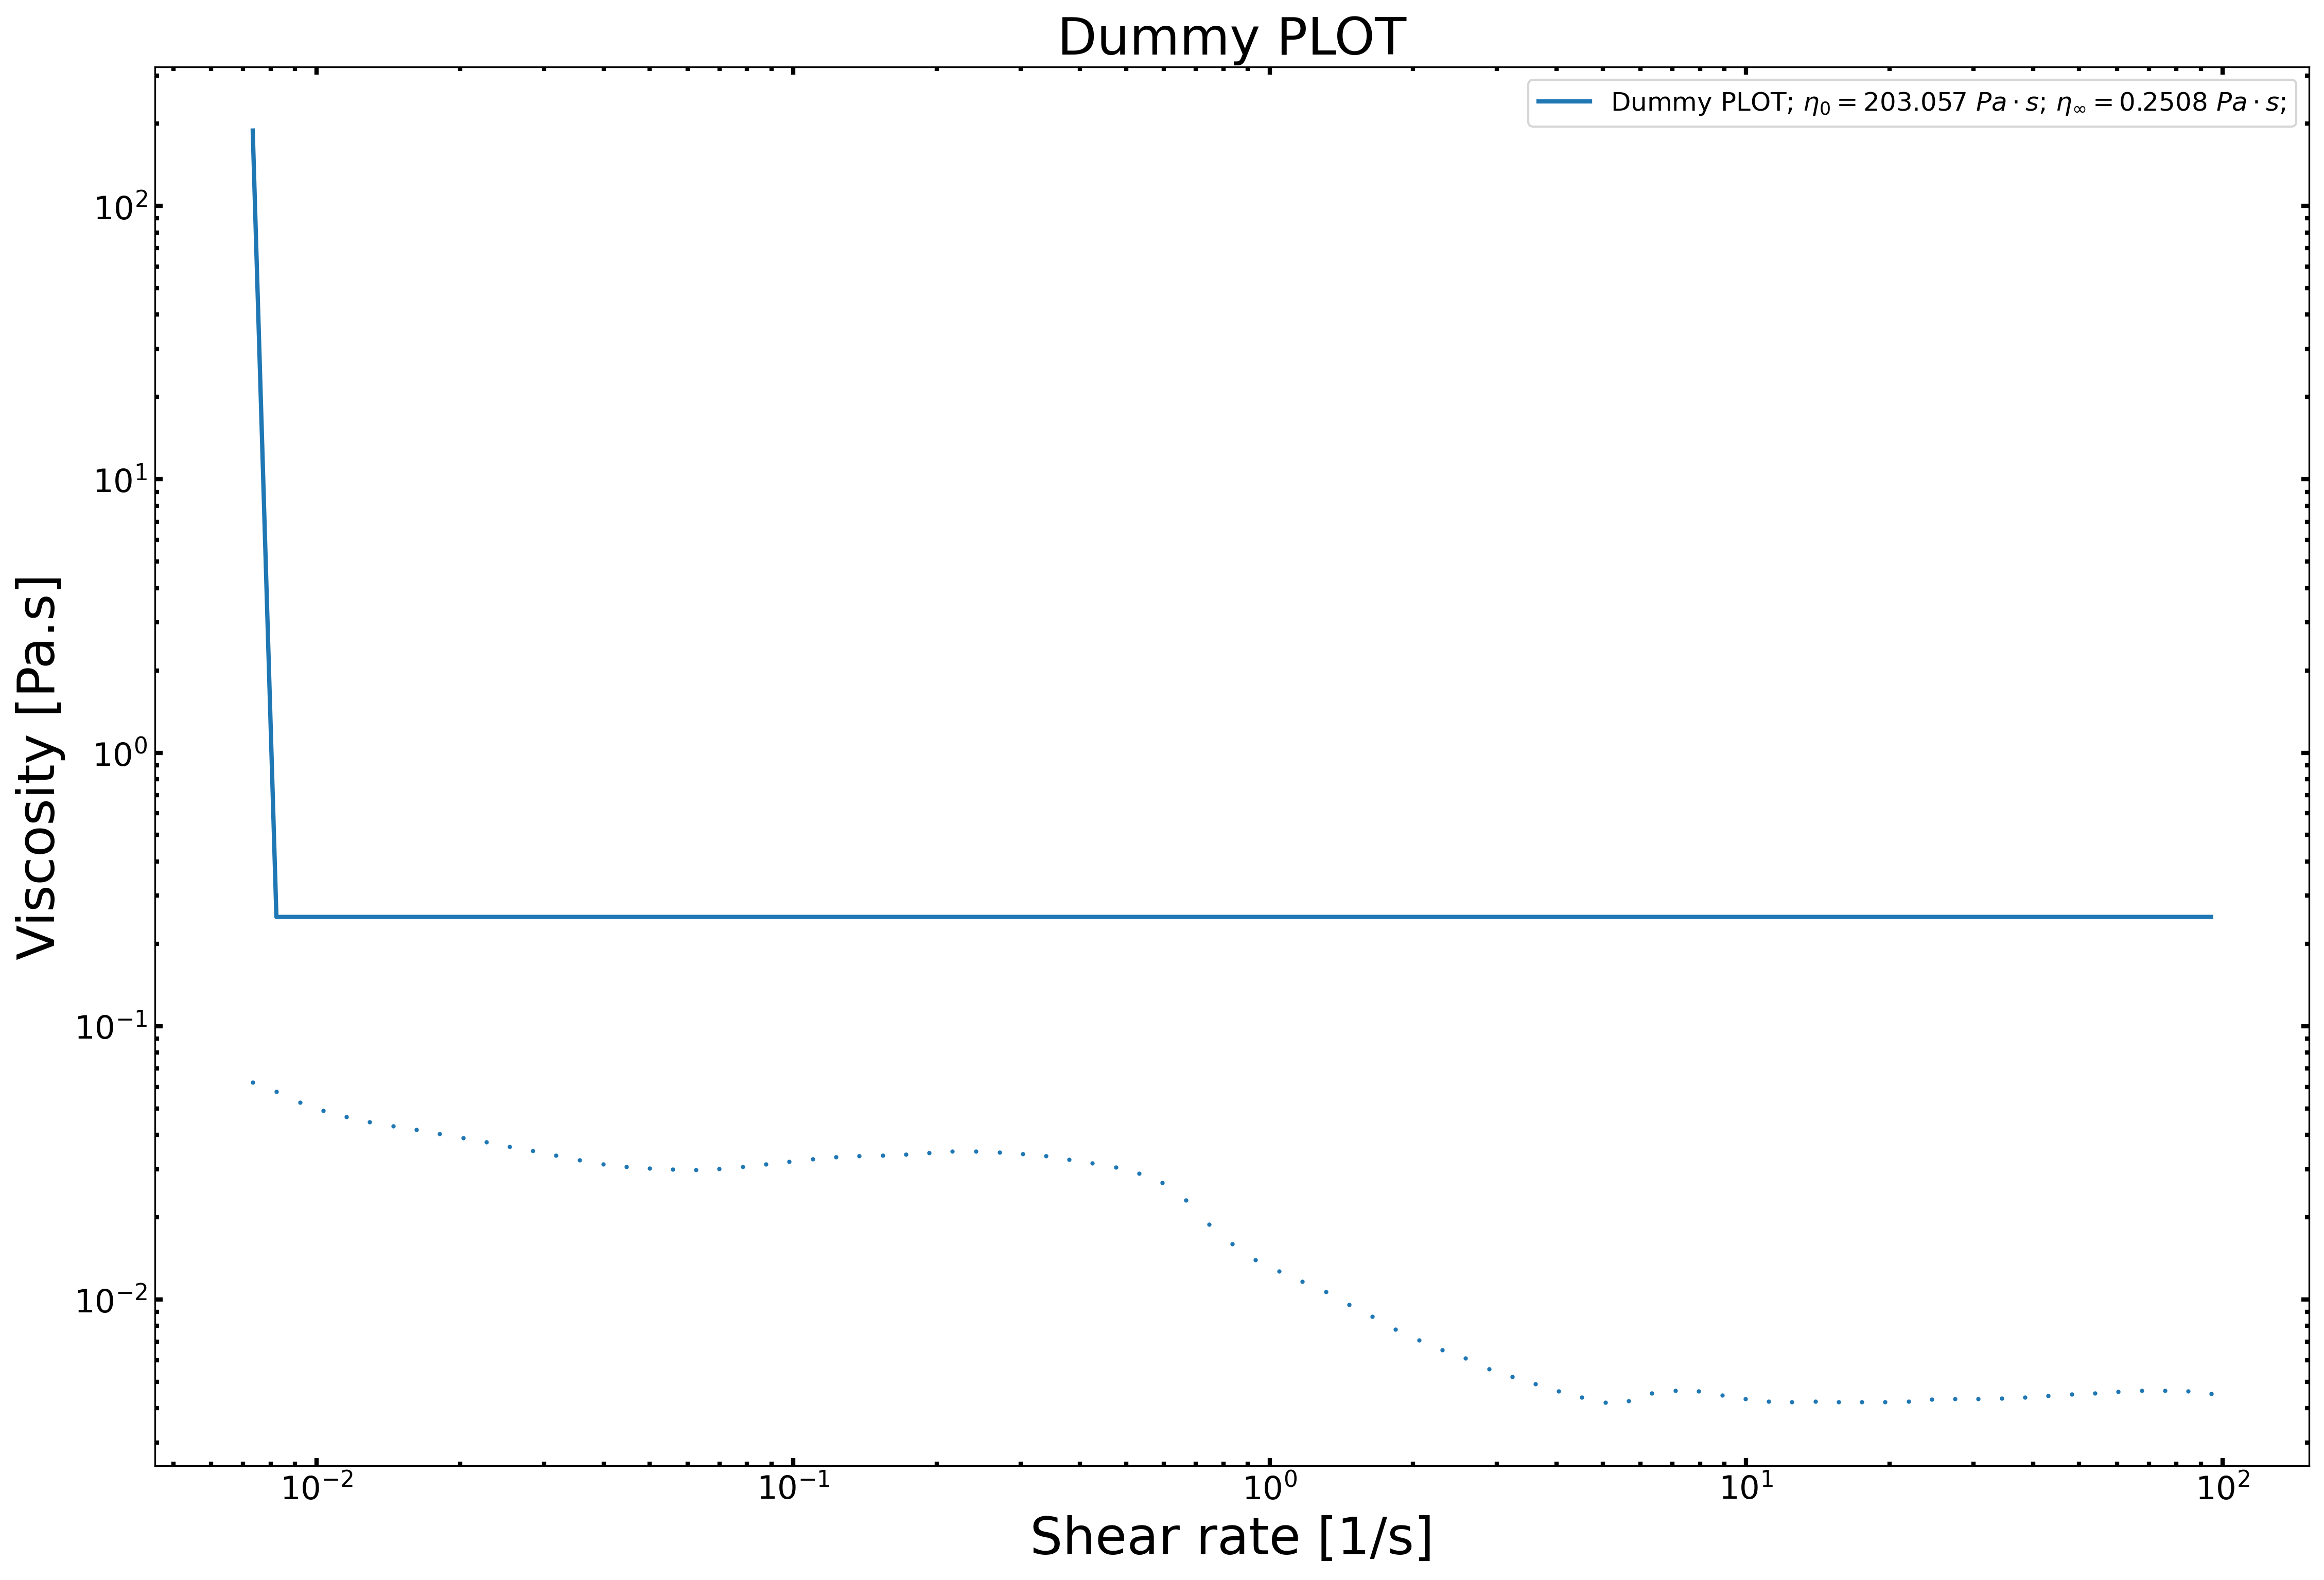 Dummy PLOT
Dummy PLOT; η₀ = 203.057 Pa · s; η∞ = 0.2508 Pa · s;
Viscosity [Pa.s]
10²
10¹
10⁰
10⁻¹
10⁻²
10⁻² 10⁻¹ 10⁰ 10¹ 10²
Shear rate [1/s]